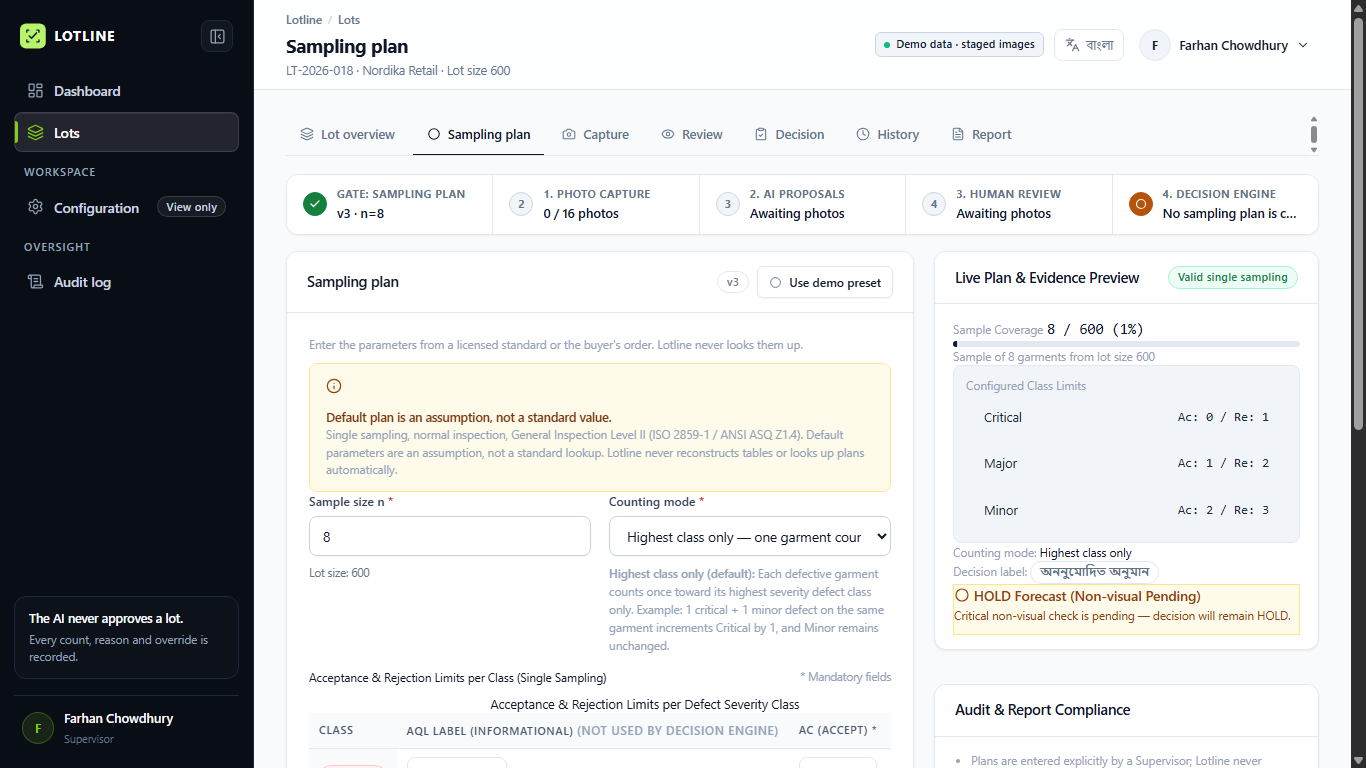 LOTLINE
Dashboard
Lots
WORKSPACE
Configuration
View only
OVERSIGHT
Audit log
The AI never approves a lot.
Every count, reason and override is
recorded.
F
Farhan Chowdhury
Supervisor
Lotline / Lots
Sampling plan
LT-2026-018 · Nordika Retail · Lot size 600
Demo data · staged images
বাংলা
F
Farhan Chowdhury
Lot overview
Sampling plan
Capture
Review
Decision
History
Report
GATE: SAMPLING PLAN
v3 · n=8
2
1. PHOTO CAPTURE
0 / 16 photos
3
2. AI PROPOSALS
Awaiting photos
4
3. HUMAN REVIEW
Awaiting photos
4. DECISION ENGINE
No sampling plan is c...
Sampling plan
v3
Use demo preset
Enter the parameters from a licensed standard or the buyer's order. Lotline never looks them up.
Default plan is an assumption, not a standard value.
Single sampling, normal inspection, General Inspection Level II (ISO 2859-1 / ANSI ASQ Z1.4). Default
parameters are an assumption, not a standard lookup. Lotline never reconstructs tables or looks up plans
automatically.
Sample size n *
8
Lot size: 600
Counting mode *
Highest class only — one garment cour
Highest class only (default): Each defective garment
counts once toward its highest severity defect class
only. Example: 1 critical + 1 minor defect on the same
garment increments Critical by 1, and Minor remains
unchanged.
Acceptance & Rejection Limits per Class (Single Sampling)
* Mandatory fields
Acceptance & Rejection Limits per Defect Severity Class
CLASS
AQL LABEL (INFORMATIONAL) (NOT USED BY DECISION ENGINE)
AC (ACCEPT) *
Live Plan & Evidence Preview
Valid single sampling
Sample Coverage 8 / 600 (1%)
Sample of 8 garments from lot size 600
Configured Class Limits
Critical Ac: 0 / Re: 1
Major Ac: 1 / Re: 2
Minor Ac: 2 / Re: 3
Counting mode: Highest class only
Decision label: অননুমোদিত অনুমান
HOLD Forecast (Non-visual Pending)
Critical non-visual check is pending — decision will remain HOLD.
Audit & Report Compliance
Plans are entered explicitly by a Supervisor; Lotline never